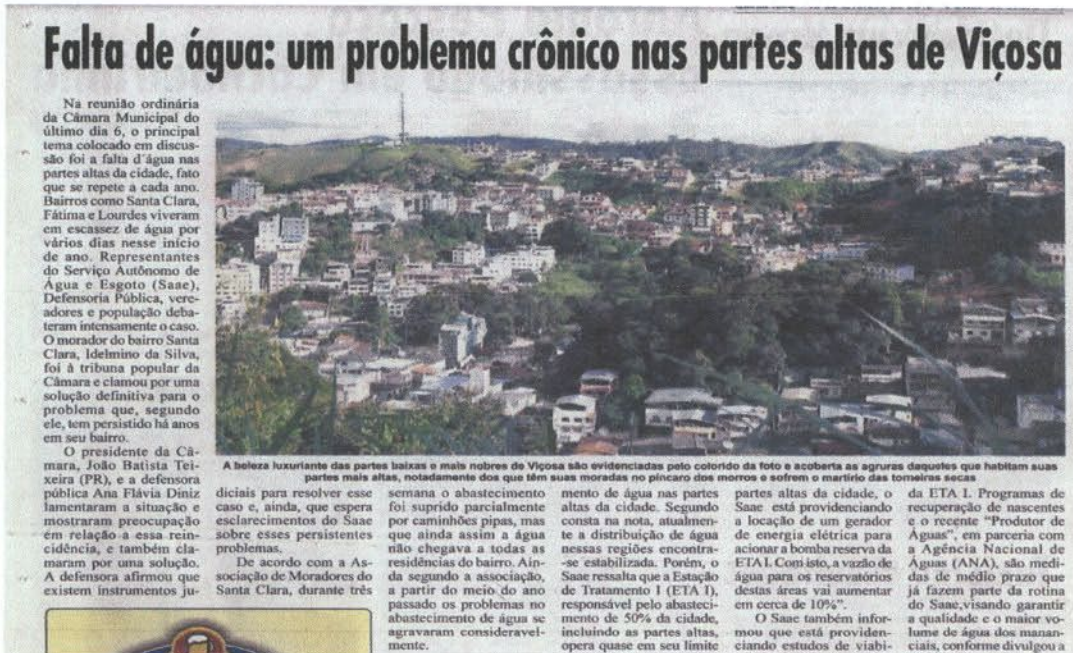 Falta de água: um problema crônico nas partes altas de Viçosa
Na reunião ordinária
da Câmara Municipal do
último dia 6, o principal
tema colocado em discus-
são foi a falta d´água nas
partes altas da cidade, fato
que se repete a cada ano.
Bairros como Santa Clara,
Fátima e Lourdes viveram
em escassez de água por
vários dias nesse início
de ano. Representantes
do Serviço Autônomo de
Água e Esgoto (Saae),
Defensoria Pública, vere-
adores e população deba-
teram intensamente o caso.
O morador do bairro Santa
Clara, Idelmino da Silva,
foi à tribuna popular da
Câmara e clamou por uma
solução definitiva para o
problema que, segundo
ele, tem persistido há anos
em seu bairro.
O presidente da Câ-
mara, João Batista Tei-
xeira (PR), e a defensora
pública Ana Flávia Diniz
lamentaram a situação e
mostraram preocupação
em relação a essa rein-
cidência, e também cla-
maram por uma solução.
A defensora afirmou que
existem instrumentos ju-
A beleza luxuriante das partes baixas e mais nobres de Viçosa são evidenciadas pelo colorido da foto e acoberta as agruras daqueles que habitam suas
partes mais altas, notadamente dos que têm suas moradas no píncaro dos morros e sofrem o martírio das torneiras secas
diciais para resolver esse
caso e, ainda, que espera
esclarecimentos do Saae
sobre esses persistentes
problemas.
De acordo com a As-
sociação de Moradores do
Santa Clara, durante três
semana o abastecimento
foi suprido parcialmente
por caminhões pipas, mas
que ainda assim a água
não chegava a todas as
residências do bairro. Ain-
da segundo a associação,
a partir do meio do ano
passado os problemas no
abastecimento de água se
agravaram consideravel-
mente.
mento de água nas partes
altas da cidade. Segundo
consta na nota, atualmen-
te a distribuição de água
nessas regiões encontra-
-se estabilizada. Porém, o
Saae ressalta que a Estação
de Tratamento I (ETA I),
responsável pelo abasteci-
mento de 50% da cidade,
incluindo as partes altas,
opera quase em seu limite
partes altas da cidade, o
Saae está providenciando
a locação de um gerador
de energia elétrica para
acionar a bomba reserva da
ETA I. Com isto, a vazão de
água para os reservatórios
destas áreas vai aumentar
em cerca de 10%".
O Saae também infor-
mou que está providen-
ciando estudos de viabi-
da ETA I. Programas de
recuperação de nascentes
e o recente "Produtor de
Águas", em parceria com
a Agência Nacional de
Águas (ANA), são medi-
das de médio prazo que
já fazem parte da rotina
do Saae,visando garantir
a qualidade e o maior vo-
lume de água dos manan-
ciais, conforme divulgou a